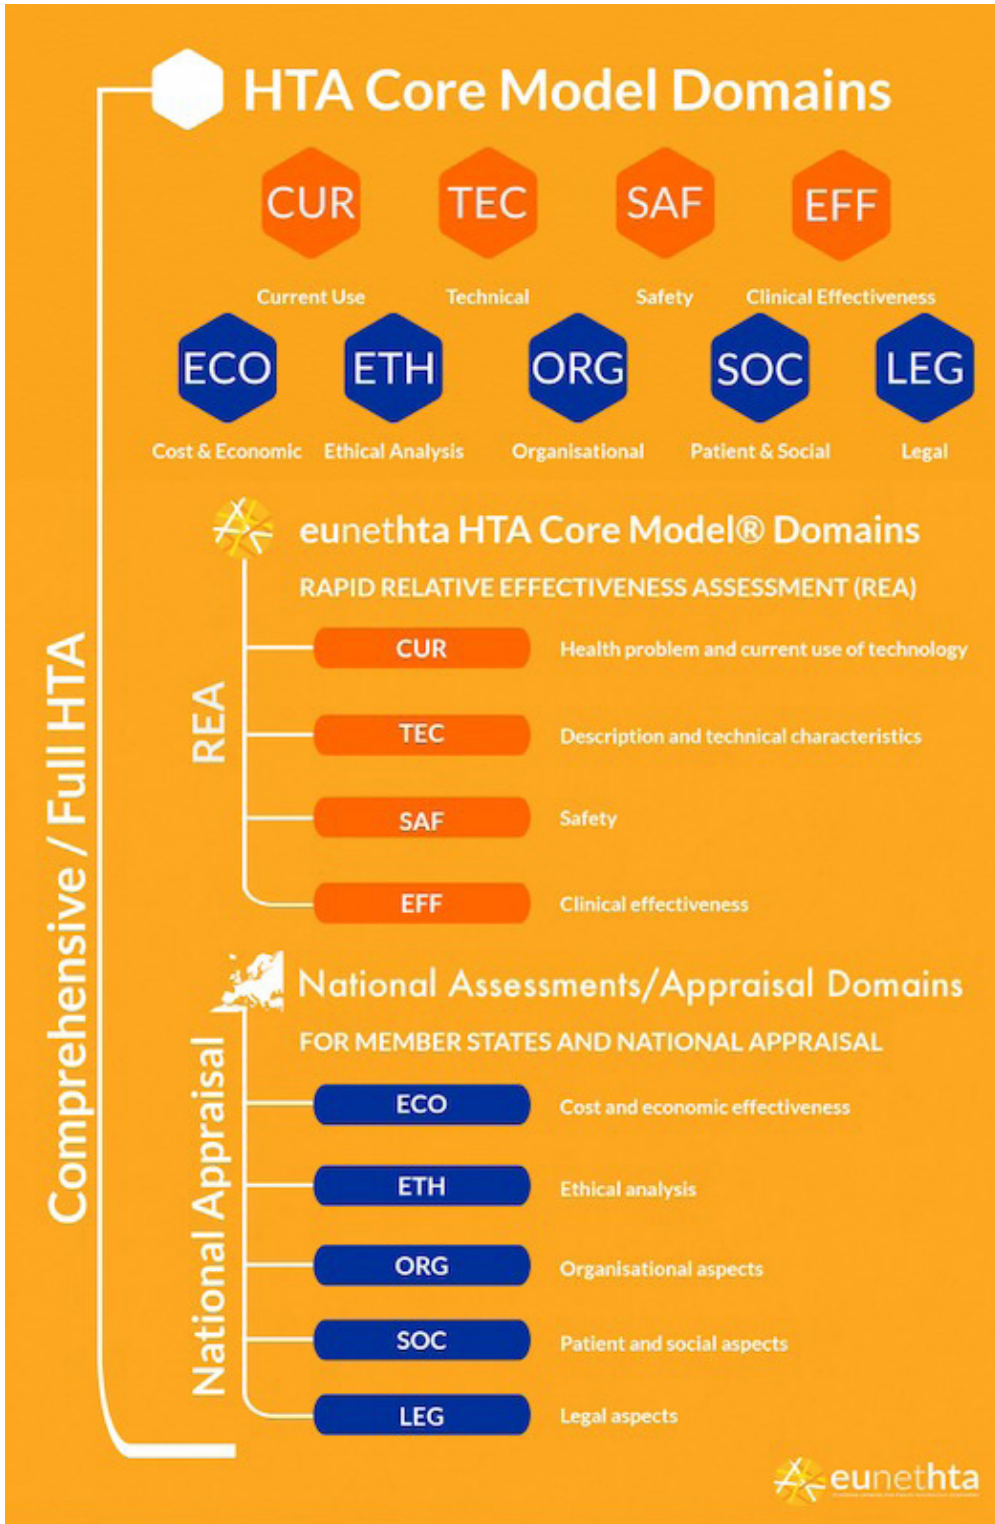 HTA Core Model Domains
CUR TEC SAF EFF
Current Use Technical Safety Clinical Effectiveness
ECO ETH ORG SOC LEG
Cost & Economic Ethical Analysis Organisational Patient & Social Legal
Comprehensive / Full HTA
eunethta HTA Core Model® Domains
RAPID RELATIVE EFFECTIVENESS ASSESSMENT (REA)
REA
CUR Health problem and current use of technology
TEC Description and technical characteristics
SAF Safety
EFF Clinical effectiveness
National Assessments/Appraisal Domains
FOR MEMBER STATES AND NATIONAL APPRAISAL
National Appraisal
ECO Cost and economic effectiveness
ETH Ethical analysis
ORG Organisational aspects
SOC Patient and social aspects
LEG Legal aspects
eunethta